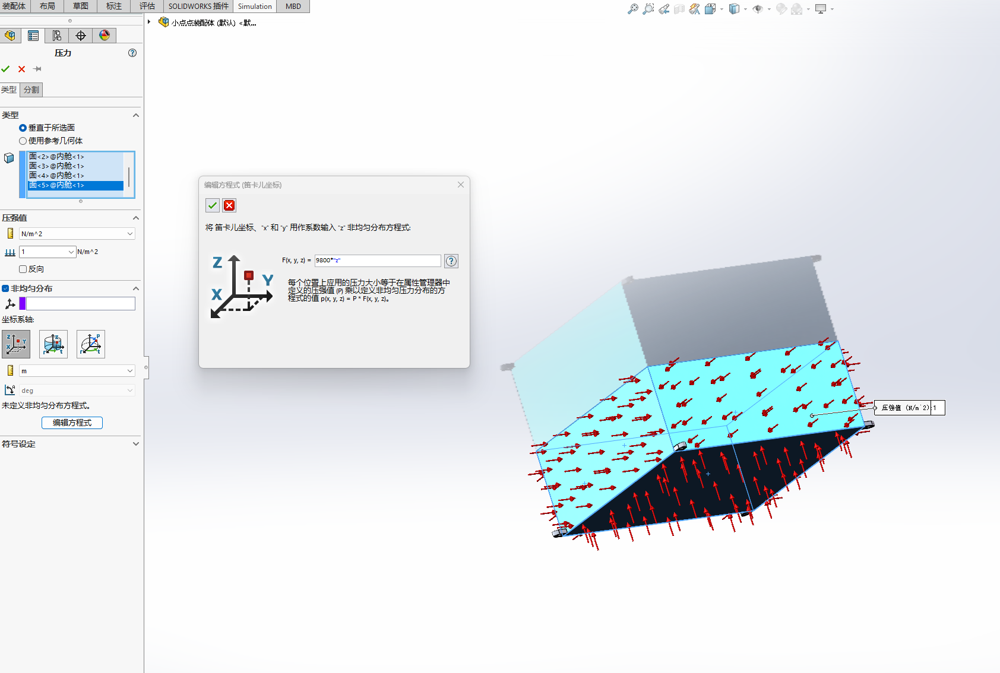 装配体 布局 草图 标注 评估 SOLIDWORKS 插件 Simulation MBD
小点点装配体 (默认) <默...
压力
类型 分割
类型
垂直于所选面
使用参考几何体
面<2>@内舱<1>
面<3>@内舱<1>
面<4>@内舱<1>
面<5>@内舱<1>
压强值
N/m^2
1 N/m^2
反向
非均匀分布
坐标系轴:
m
deg
未定义非均匀分布方程式。
编辑方程式
符号设定
编辑方程式 (笛卡儿坐标)
将 笛卡儿坐标、"x" 和 "y" 用作系数输入 "z" 非均匀分布方程式:
Z
Y
X
F(x, y, z) = 9800*"z"
每个位置上应用的压力大小等于在属性管理器中
定义的压强值 (P) 乘以定义非均匀压力分布的方
程式的值 p(x, y, z) = P * F(x, y, z)。
压强值 (N/m^2):1